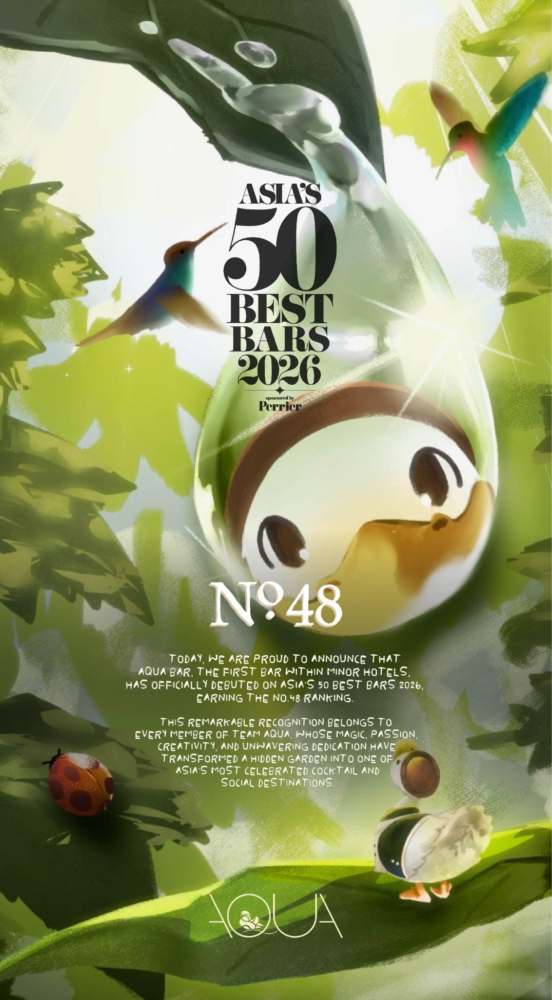 ASIA'S
50
BEST
BARS
2026
sponsored by
Perrier
Nº48
TODAY, WE ARE PROUD TO ANNOUNCE THAT
AQUA BAR, THE FIRST BAR WITHIN MINOR HOTELS,
HAS OFFICIALLY DEBUTED ON ASIA'S 50 BEST BARS 2026,
EARNING THE NO.48 RANKING.
THIS REMARKABLE RECOGNITION BELONGS TO
EVERY MEMBER OF TEAM AQUA, WHOSE MAGIC, PASSION,
CREATIVITY, AND UNWAVERING DEDICATION HAVE
TRANSFORMED A HIDDEN GARDEN INTO ONE OF
ASIA'S MOST CELEBRATED COCKTAIL AND
SOCIAL DESTINATIONS.
AQUA